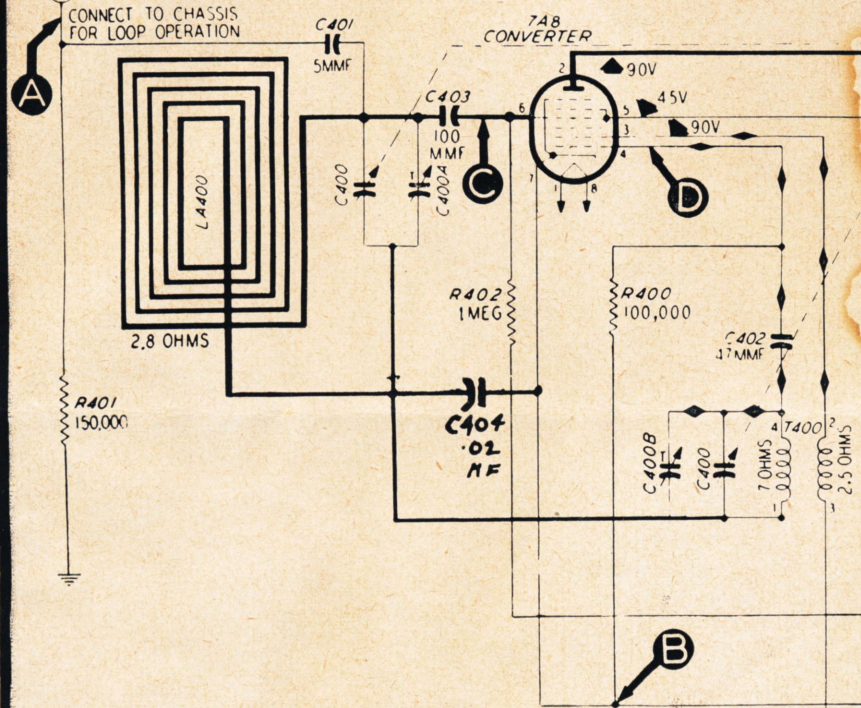 CONNECT TO CHASSIS
FOR LOOP OPERATION
A
C401
5MMF
7A8
CONVERTER
2
90V
C403
100
MMF
6
5
45V
3
90V
4
7
1
8
C
D
LA400
C400
T
C400A
2.8 OHMS
R402
1MEG
R400
100,000
C402
47MMF
R401
150,000
C404
.02
MF
C400B
T
C400
4
T400
2
7 OHMS
2.5 OHMS
1
3
B